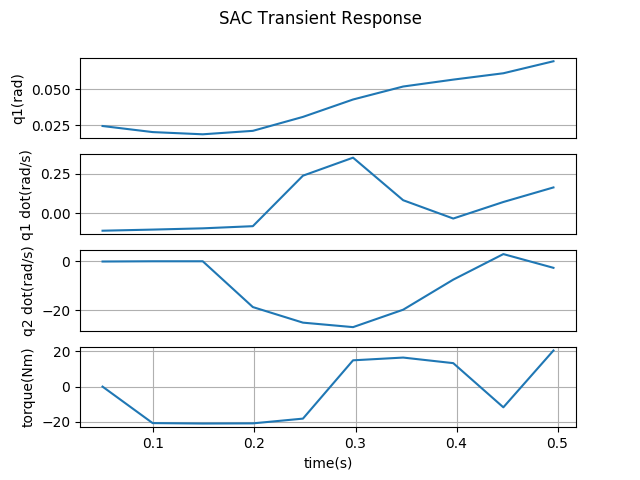 SAC Transient Response
q1(rad)
0.050
0.025
q1 dot(rad/s)
0.25
0.00
q2 dot(rad/s)
0
−20
torque(Nm)
20
0
−20
0.1 0.2 0.3 0.4 0.5
time(s)